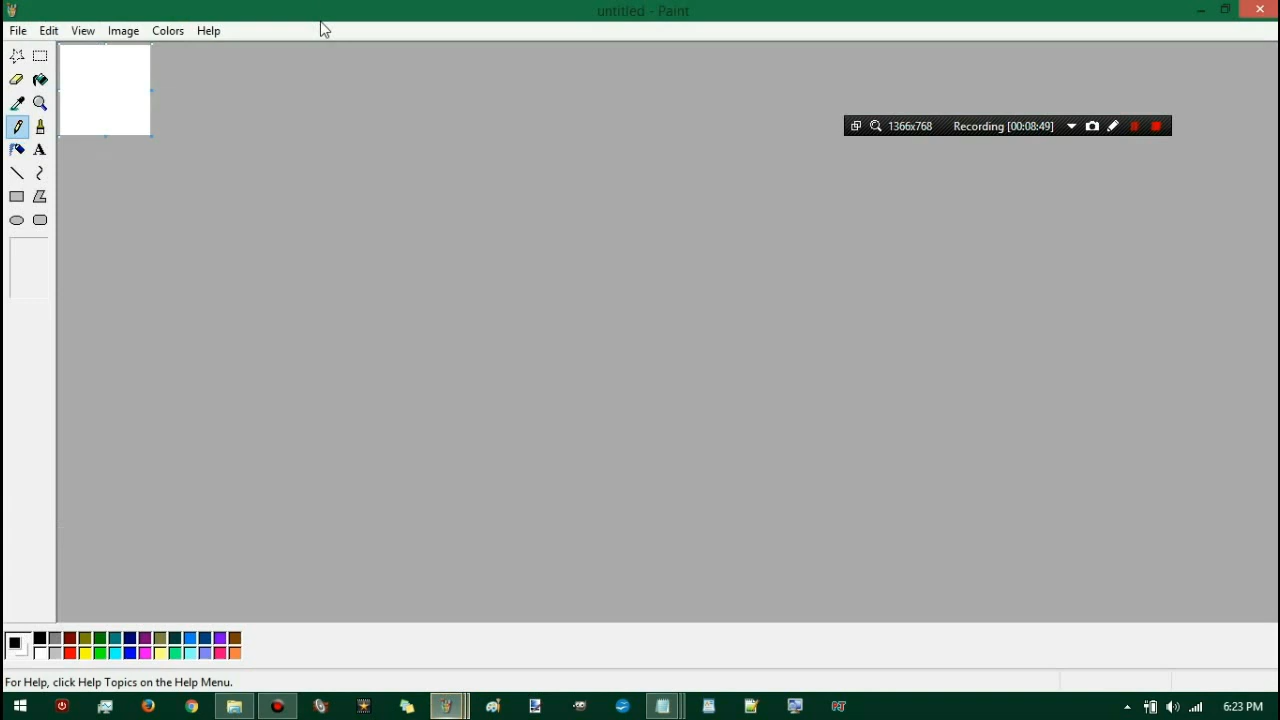 untitled - Paint
File Edit View Image Colors Help
1366x768 Recording [00:08:49]
A
For Help, click Help Topics on the Help Menu.
6:23 PM